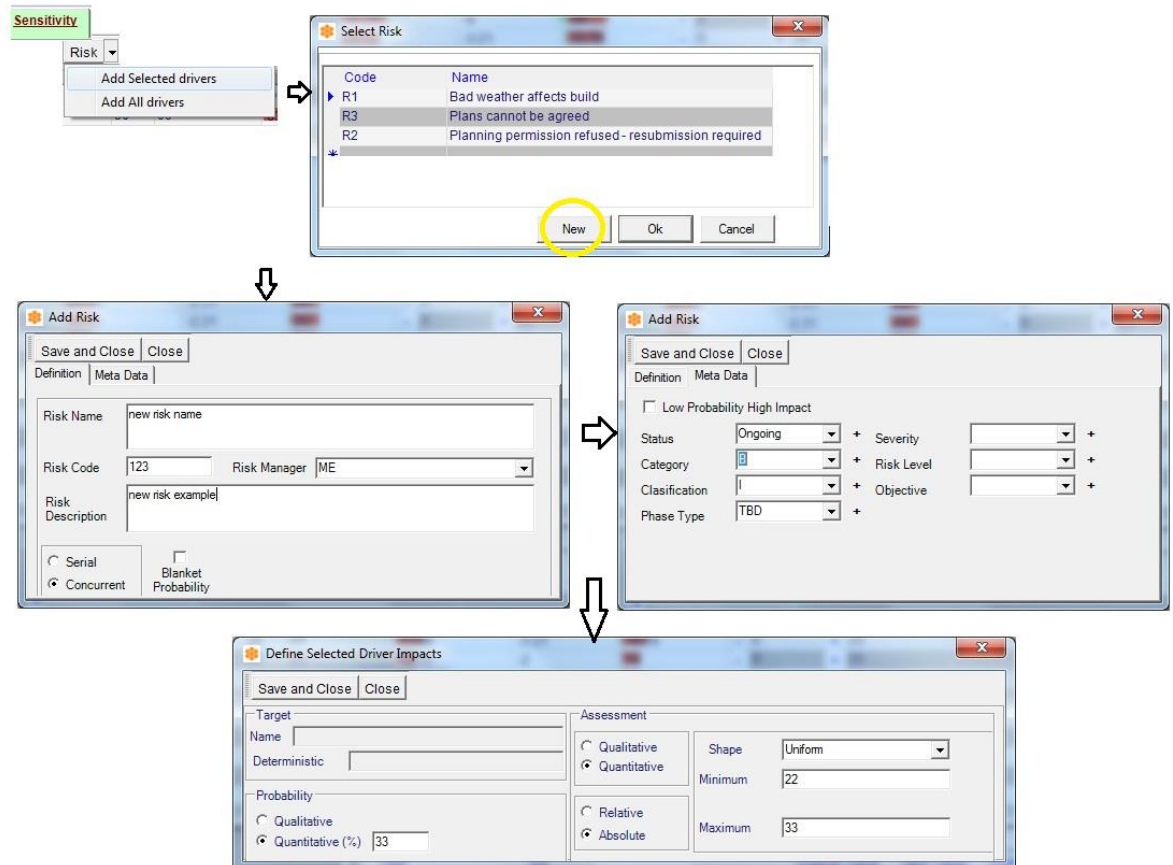 Sensitivity
Risk
Add Selected drivers
Add All drivers
Select Risk
Code Name
R1 Bad weather affects build
R3 Plans cannot be agreed
R2 Planning permission refused - resubmission required
New Ok Cancel
Add Risk
Save and Close Close
Definition Meta Data
Risk Name new risk name
Risk Code 123 Risk Manager ME
Risk Description new risk example
Serial
Concurrent
Blanket Probability
Add Risk
Save and Close Close
Definition Meta Data
Low Probability High Impact
Status Ongoing + Severity +
Category B + Risk Level +
Clasification I + Objective +
Phase Type TBD +
Define Selected Driver Impacts
Save and Close Close
Target
Name
Deterministic
Probability
Qualitative
Quantitative (%) 33
Assessment
Qualitative
Quantitative
Relative
Absolute
Shape Uniform
Minimum 22
Maximum 33